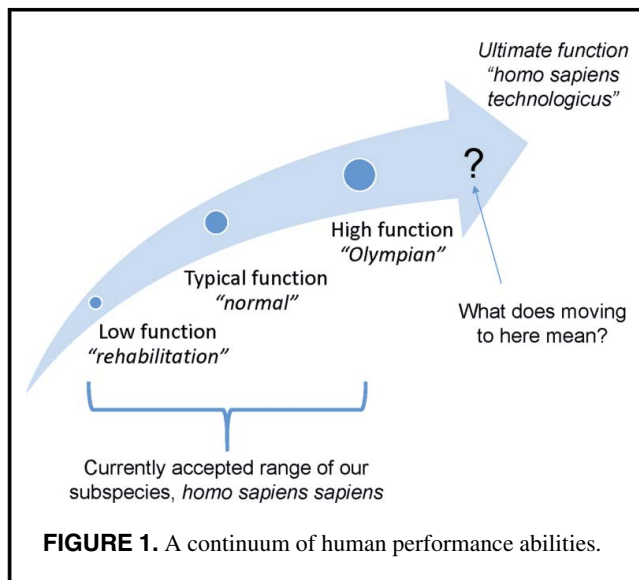 Ultimate function
“homo sapiens
technologicus”
?
High function
“Olympian”
Typical function
“normal”
What does moving
to here mean?
Low function
“rehabilitation”
Currently accepted range of our
subspecies, homo sapiens sapiens
FIGURE 1. A continuum of human performance abilities.